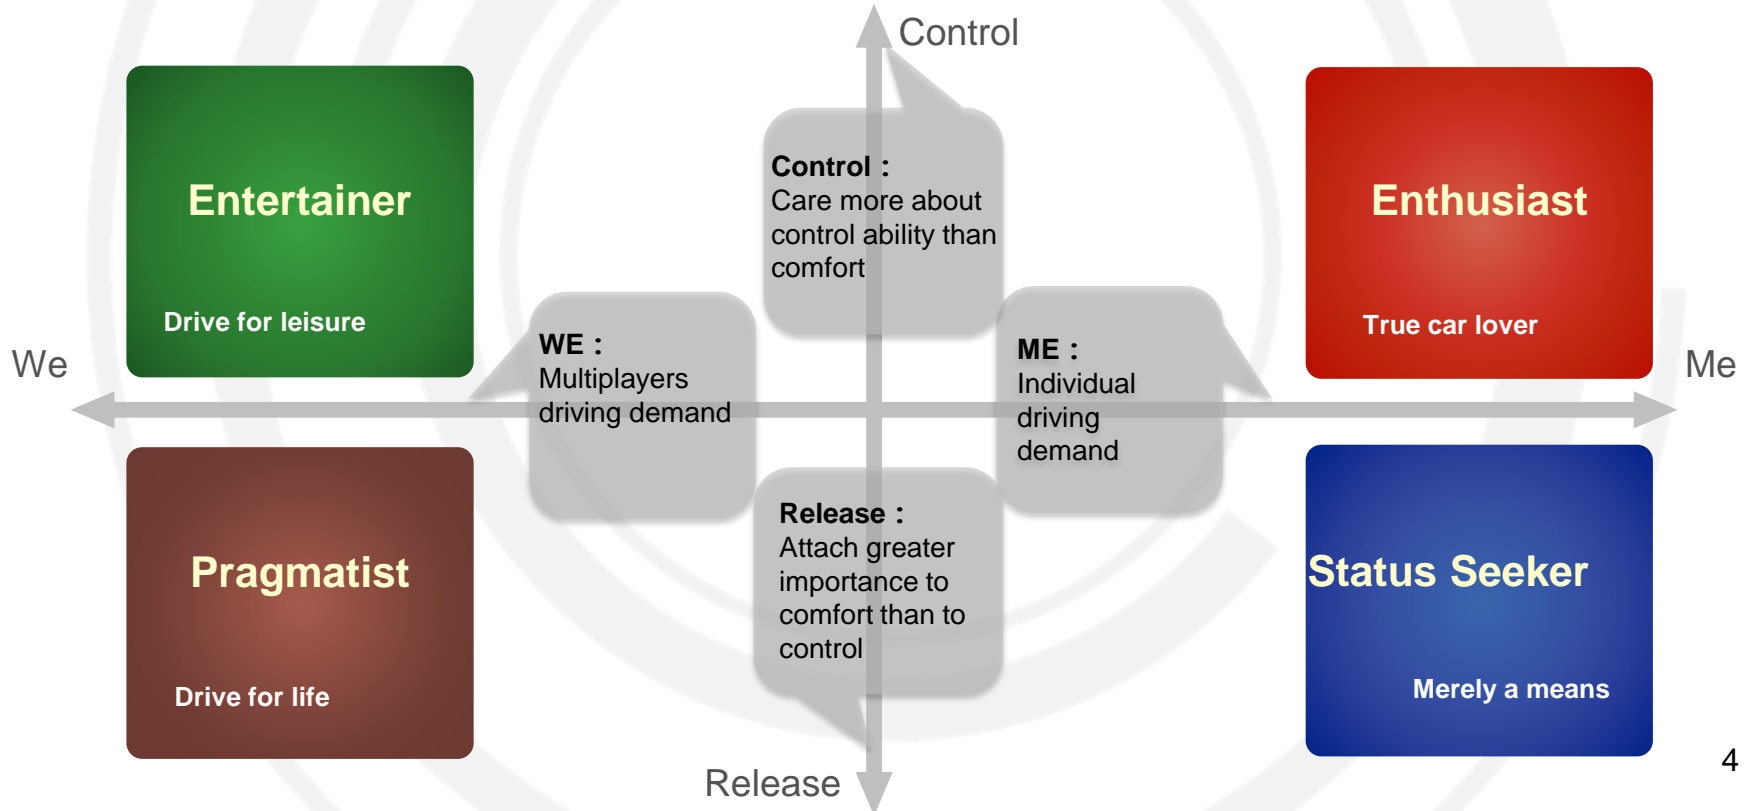 Control
Entertainer
Drive for leisure
Control：
Care more about
control ability than
comfort
Enthusiast
True car lover
We
WE：
Multiplayers
driving demand
ME：
Individual
driving
demand
Me
Pragmatist
Drive for life
Release：
Attach greater
importance to
comfort than to
control
Status Seeker
Merely a means
Release
4